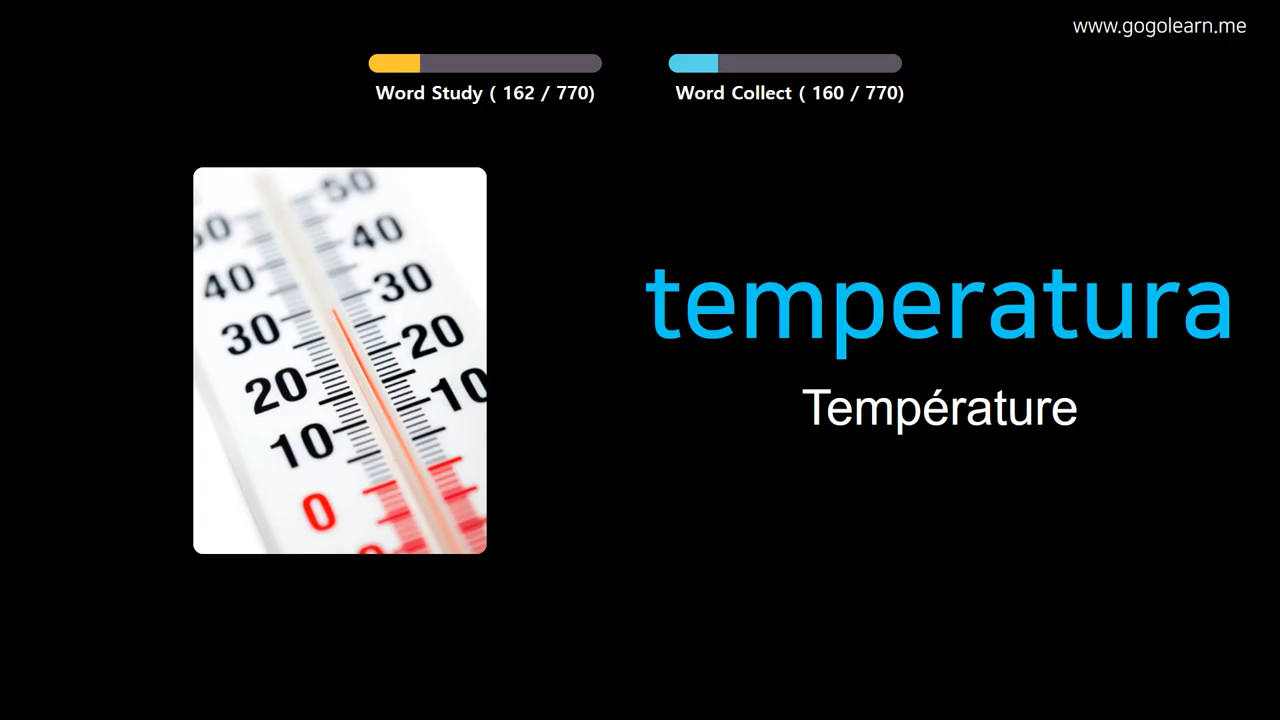 www.gogolearn.me
Word Study ( 162 / 770)
Word Collect ( 160 / 770)
50
40 40
30 30
20 20
10 10
0
temperatura
Température